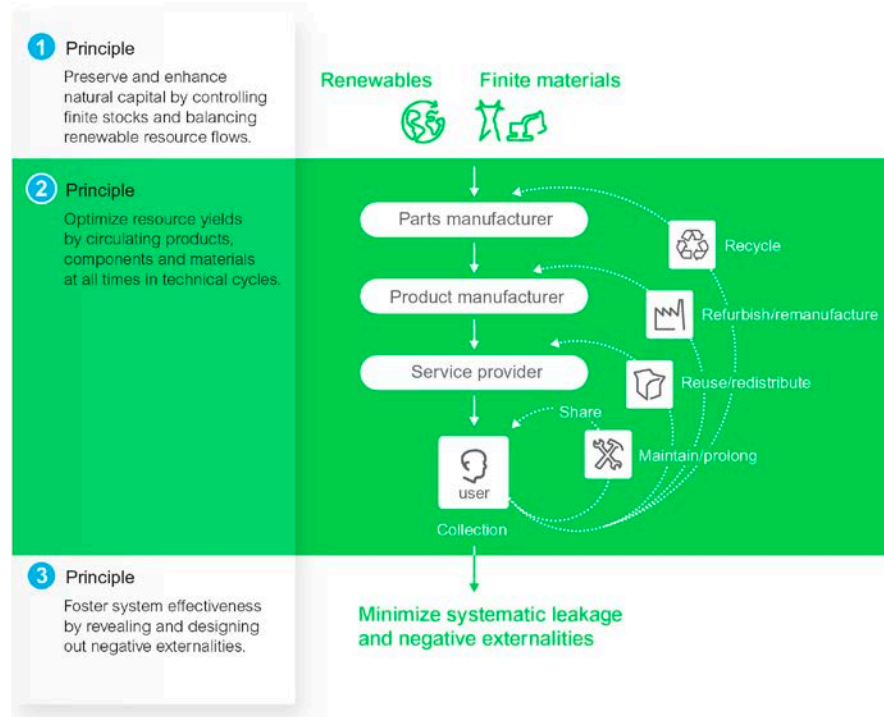 1 Principle
Preserve and enhance
natural capital by controlling
finite stocks and balancing
renewable resource flows.
Renewables
Finite materials
2 Principle
Optimize resource yields
by circulating products,
components and materials
at all times in technical cycles.
Parts manufacturer
Recycle
Product manufacturer
Refurbish/remanufacture
Service provider
Reuse/redistribute
Share
Maintain/prolong
user
Collection
3 Principle
Foster system effectiveness
by revealing and designing
out negative externalities.
Minimize systematic leakage
and negative externalities